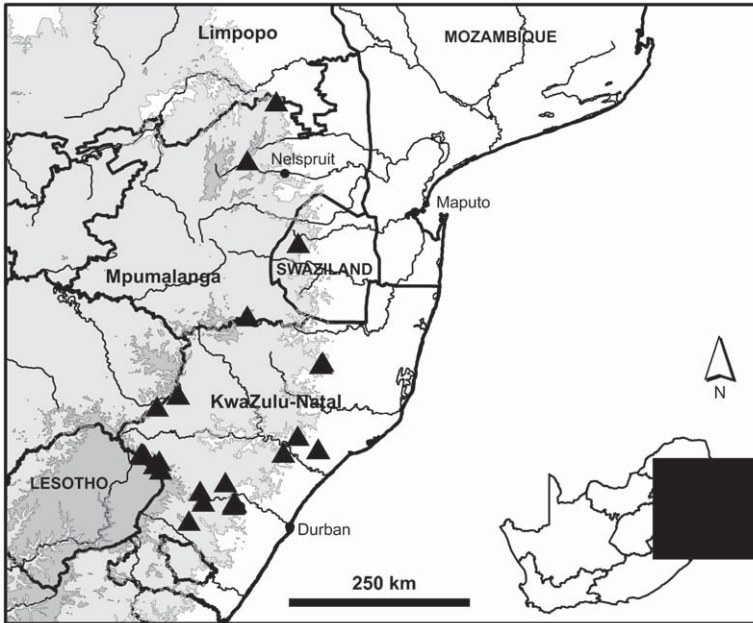 Limpopo
MOZAMBIQUE
Nelspruit
Maputo
SWAZILAND
Mpumalanga
N
KwaZulu-Natal
LESOTHO
Durban
250 km